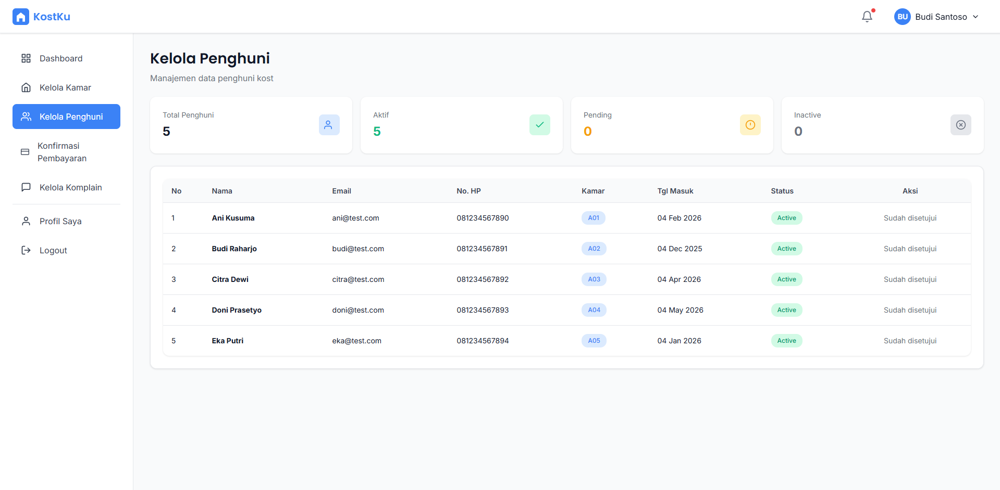 KostKu
BU Budi Santoso
Dashboard
Kelola Kamar
Kelola Penghuni
Konfirmasi
Pembayaran
Kelola Komplain
Profil Saya
Logout
Kelola Penghuni
Manajemen data penghuni kost
Total Penghuni
5
Aktif
5
Pending
0
Inactive
0
No Nama Email No. HP Kamar Tgl Masuk Status Aksi
1 Ani Kusuma ani@test.com 081234567890 A01 04 Feb 2026 Active Sudah disetujui
2 Budi Raharjo budi@test.com 081234567891 A02 04 Dec 2025 Active Sudah disetujui
3 Citra Dewi citra@test.com 081234567892 A03 04 Apr 2026 Active Sudah disetujui
4 Doni Prasetyo doni@test.com 081234567893 A04 04 May 2026 Active Sudah disetujui
5 Eka Putri eka@test.com 081234567894 A05 04 Jan 2026 Active Sudah disetujui